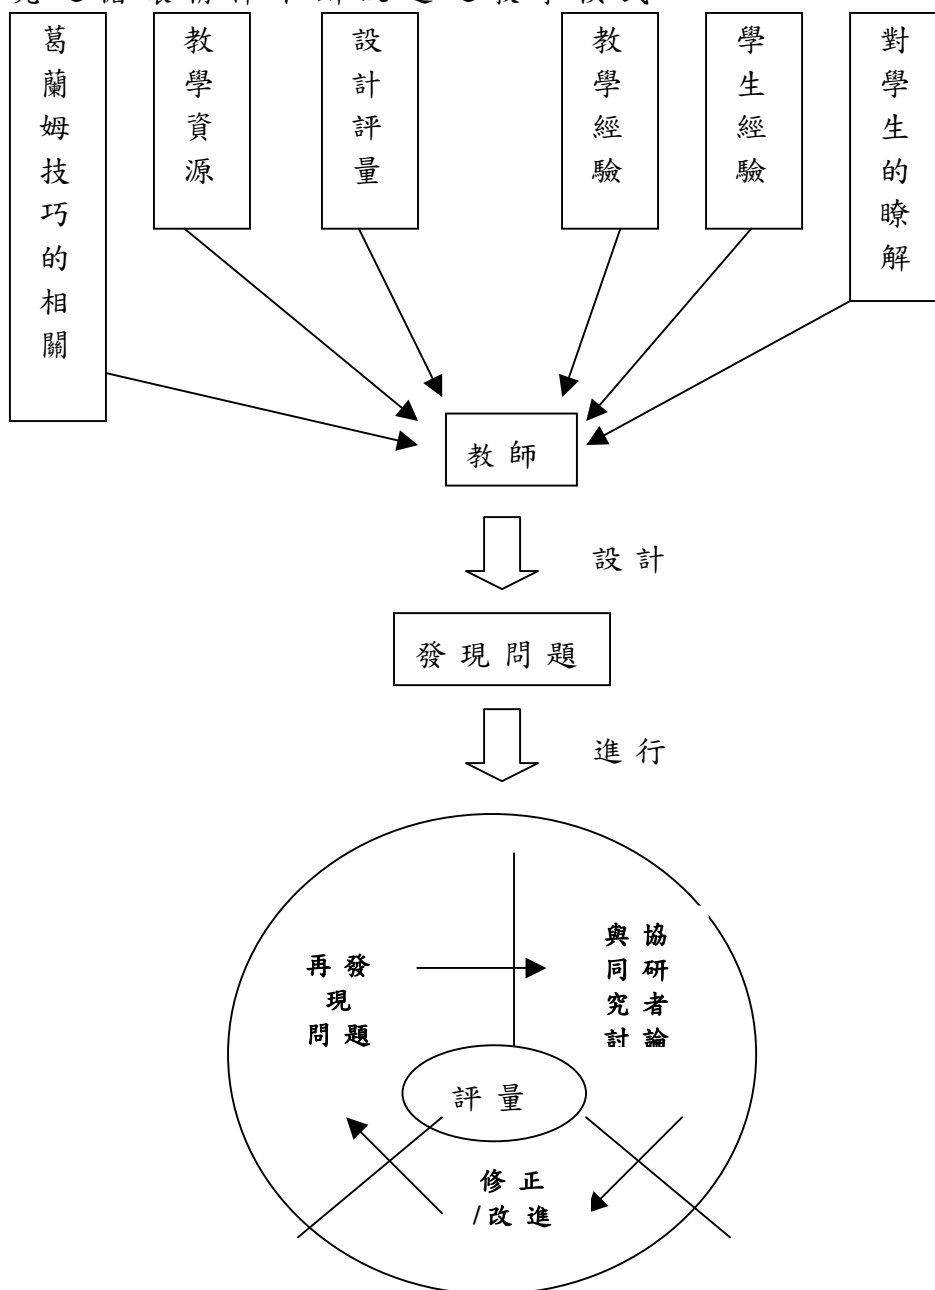 葛蘭姆技巧的相關
教學資源
設計評量
教學經驗
學生經驗
對學生的瞭解
教師
設計
發現問題
進行
再發
現
問題
與協
同研
究者
討論
評量
修正
/改進